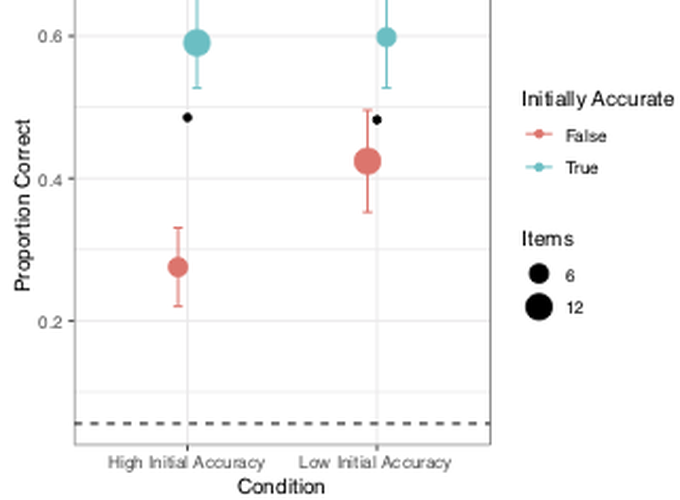 0.6
0.4
0.2
Proportion Correct
High Initial Accuracy
Low Initial Accuracy
Condition
Initially Accurate
False
True
Items
6
12